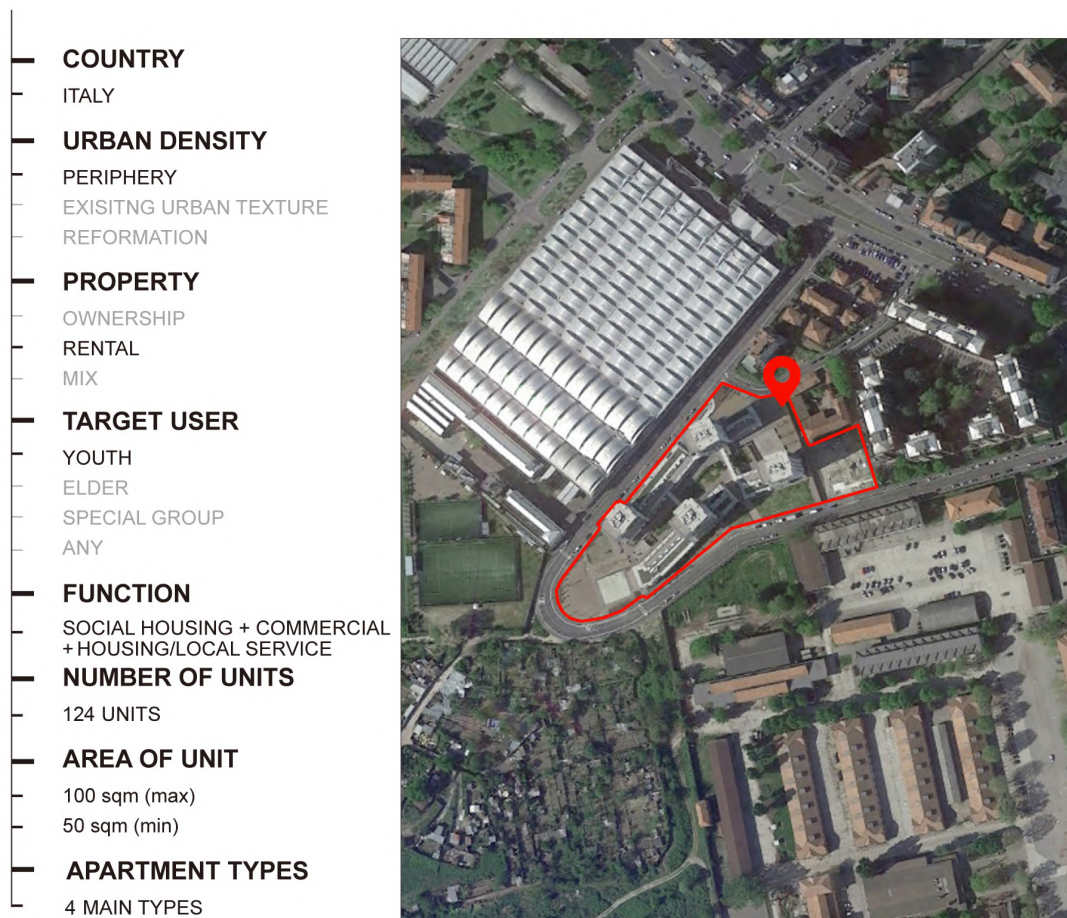 COUNTRY
ITALY
URBAN DENSITY
PERIPHERY
EXISITNG URBAN TEXTURE
REFORMATION
PROPERTY
OWNERSHIP
RENTAL
MIX
TARGET USER
YOUTH
ELDER
SPECIAL GROUP
ANY
FUNCTION
SOCIAL HOUSING + COMMERCIAL
+ HOUSING/LOCAL SERVICE
NUMBER OF UNITS
124 UNITS
AREA OF UNIT
100 sqm (max)
50 sqm (min)
APARTMENT TYPES
4 MAIN TYPES